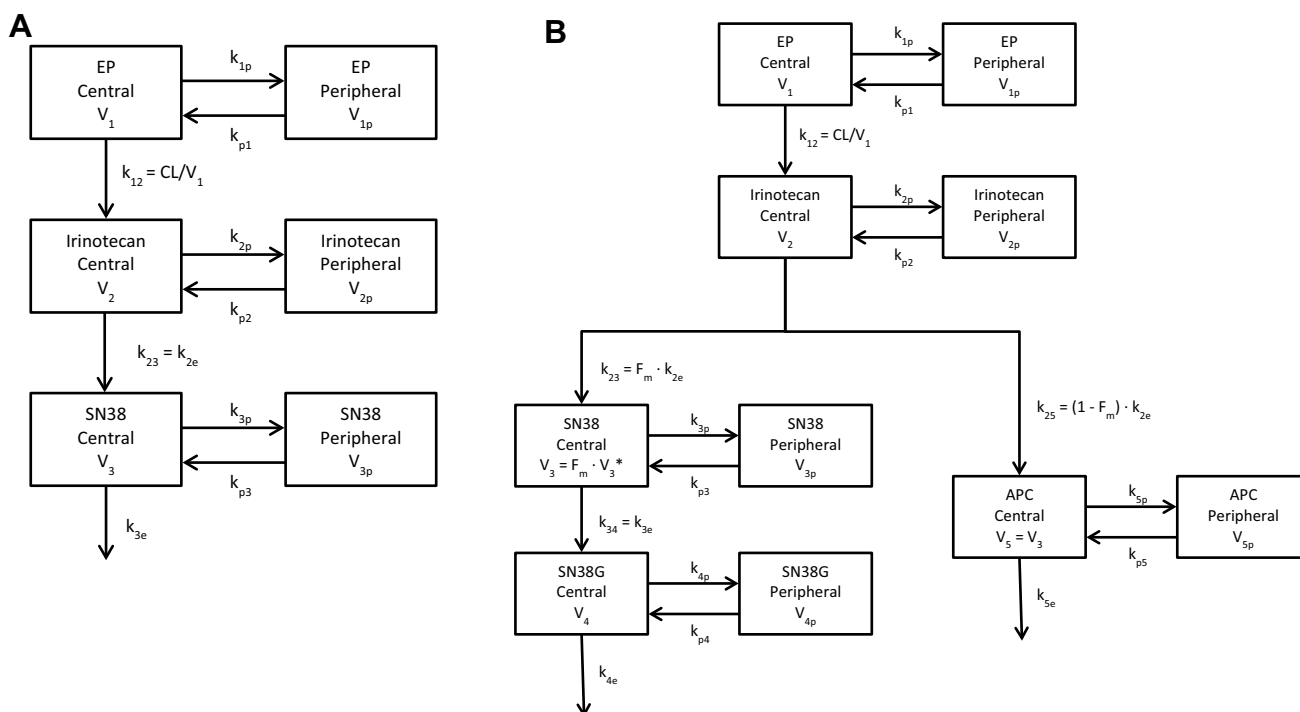 A
EP
Central
V1
k1p
kp1
EP
Peripheral
V1p
k12 = CL/V1
Irinotecan
Central
V2
k2p
kp2
Irinotecan
Peripheral
V2p
k23 = k2e
SN38
Central
V3
k3p
kp3
SN38
Peripheral
V3p
k3e
B
EP
Central
V1
k1p
kp1
EP
Peripheral
V1p
k12 = CL/V1
Irinotecan
Central
V2
k2p
kp2
Irinotecan
Peripheral
V2p
k23 = Fm · k2e
k25 = (1 - Fm) · k2e
SN38
Central
V3 = Fm · V3*
k3p
kp3
SN38
Peripheral
V3p
k34 = k3e
SN38G
Central
V4
k4p
kp4
SN38G
Peripheral
V4p
k4e
APC
Central
V5 = V3
k5p
kp5
APC
Peripheral
V5p
k5e